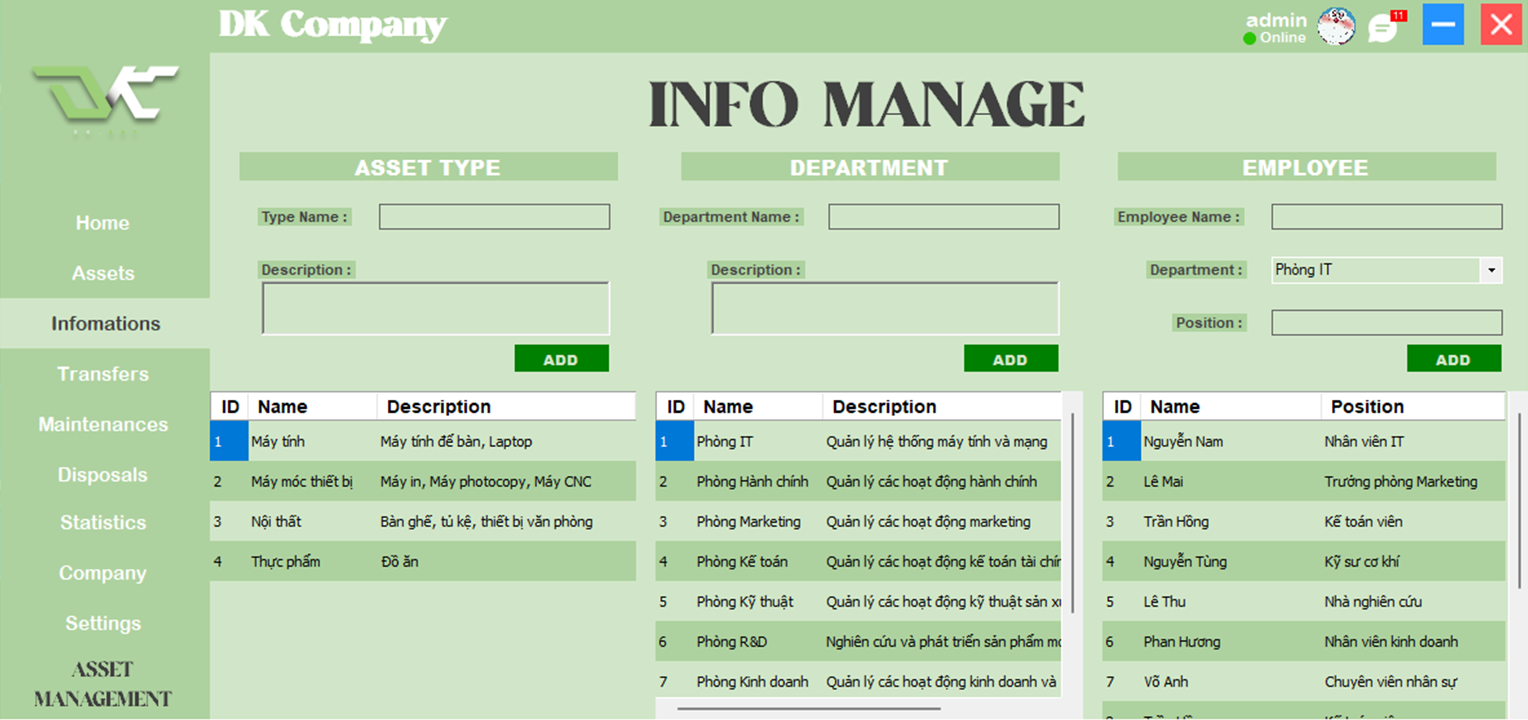 DK Company
admin
Online
11
INFO MANAGE
Home
Assets
Infomations
Transfers
Maintenances
Disposals
Statistics
Company
Settings
ASSET
MANAGEMENT
ASSET TYPE
Type Name :
Description :
ADD
ID Name Description
1 Máy tính Máy tính để bàn, Laptop
2 Máy móc thiết bị Máy in, Máy photocopy, Máy CNC
3 Nội thất Bàn ghế, tủ kệ, thiết bị văn phòng
4 Thực phẩm Đồ ăn
DEPARTMENT
Department Name :
Description :
ADD
ID Name Description
1 Phòng IT Quản lý hệ thống máy tính và mạng
2 Phòng Hành chính Quản lý các hoạt động hành chính
3 Phòng Marketing Quản lý các hoạt động marketing
4 Phòng Kế toán Quản lý các hoạt động kế toán tài chín
5 Phòng Kỹ thuật Quản lý các hoạt động kỹ thuật sản x
6 Phòng R&D Nghiên cứu và phát triển sản phẩm m
7 Phòng Kinh doanh Quản lý các hoạt động kinh doanh và
EMPLOYEE
Employee Name :
Department : Phòng IT
Position :
ADD
ID Name Position
1 Nguyễn Nam Nhân viên IT
2 Lê Mai Trưởng phòng Marketing
3 Trần Hồng Kế toán viên
4 Nguyễn Tùng Kỹ sư cơ khí
5 Lê Thu Nhà nghiên cứu
6 Phan Hương Nhân viên kinh doanh
7 Võ Anh Chuyên viên nhân sự